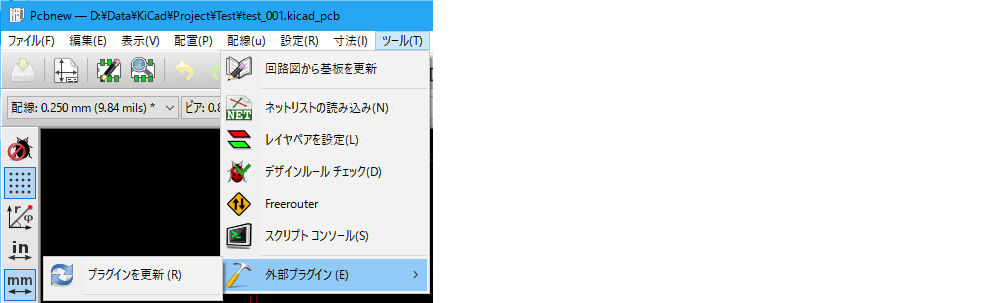 Pcbnew — D:¥Data¥KiCad¥Project¥Test¥test_001.kicad_pcb
ファイル(F) 編集(E) 表示(V) 配置(P) 配線(u) 設定(R) 寸法(I) ツール(T)
回路図から基板を更新
配線: 0.250 mm (9.84 mils) * ビア: 0.8
NET
ネットリストの読み込み(N)
レイヤペアを設定(L)
デザインルール チェック(D)
r φ
Freerouter
in
スクリプト コンソール(S)
mm
プラグインを更新 (R)
外部プラグイン (E)